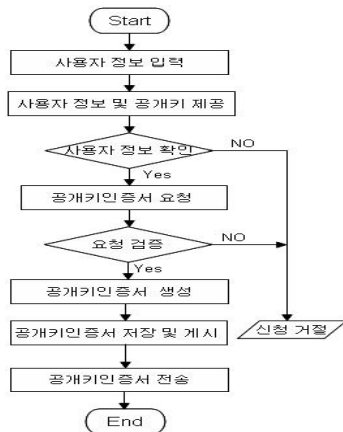 Start
사용자 정보 입력
사용자 정보 및 공개키 제공
사용자 정보 확인
NO
Yes
공개키인증서 요청
요청 검증
NO
Yes
공개키인증서 생성
공개키인증서 저장 및 게시
신청 거절
공개키인증서 전송
End